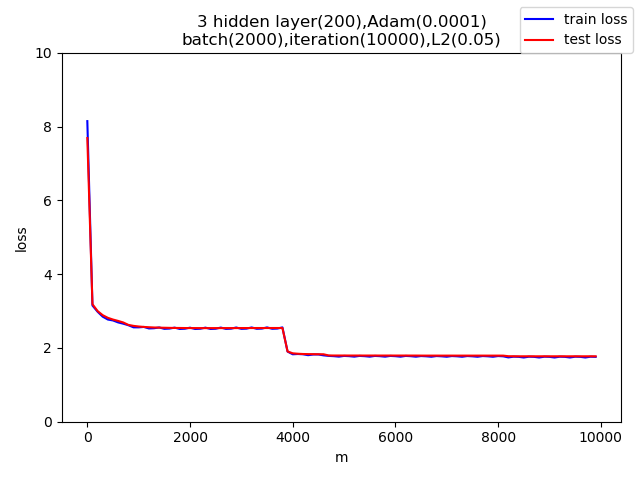 3 hidden layer(200),Adam(0.0001)
batch(2000),iteration(10000),L2(0.05)
train loss
test loss
10
8
6
4
2
0
loss
0 2000 4000 6000 8000 10000
m